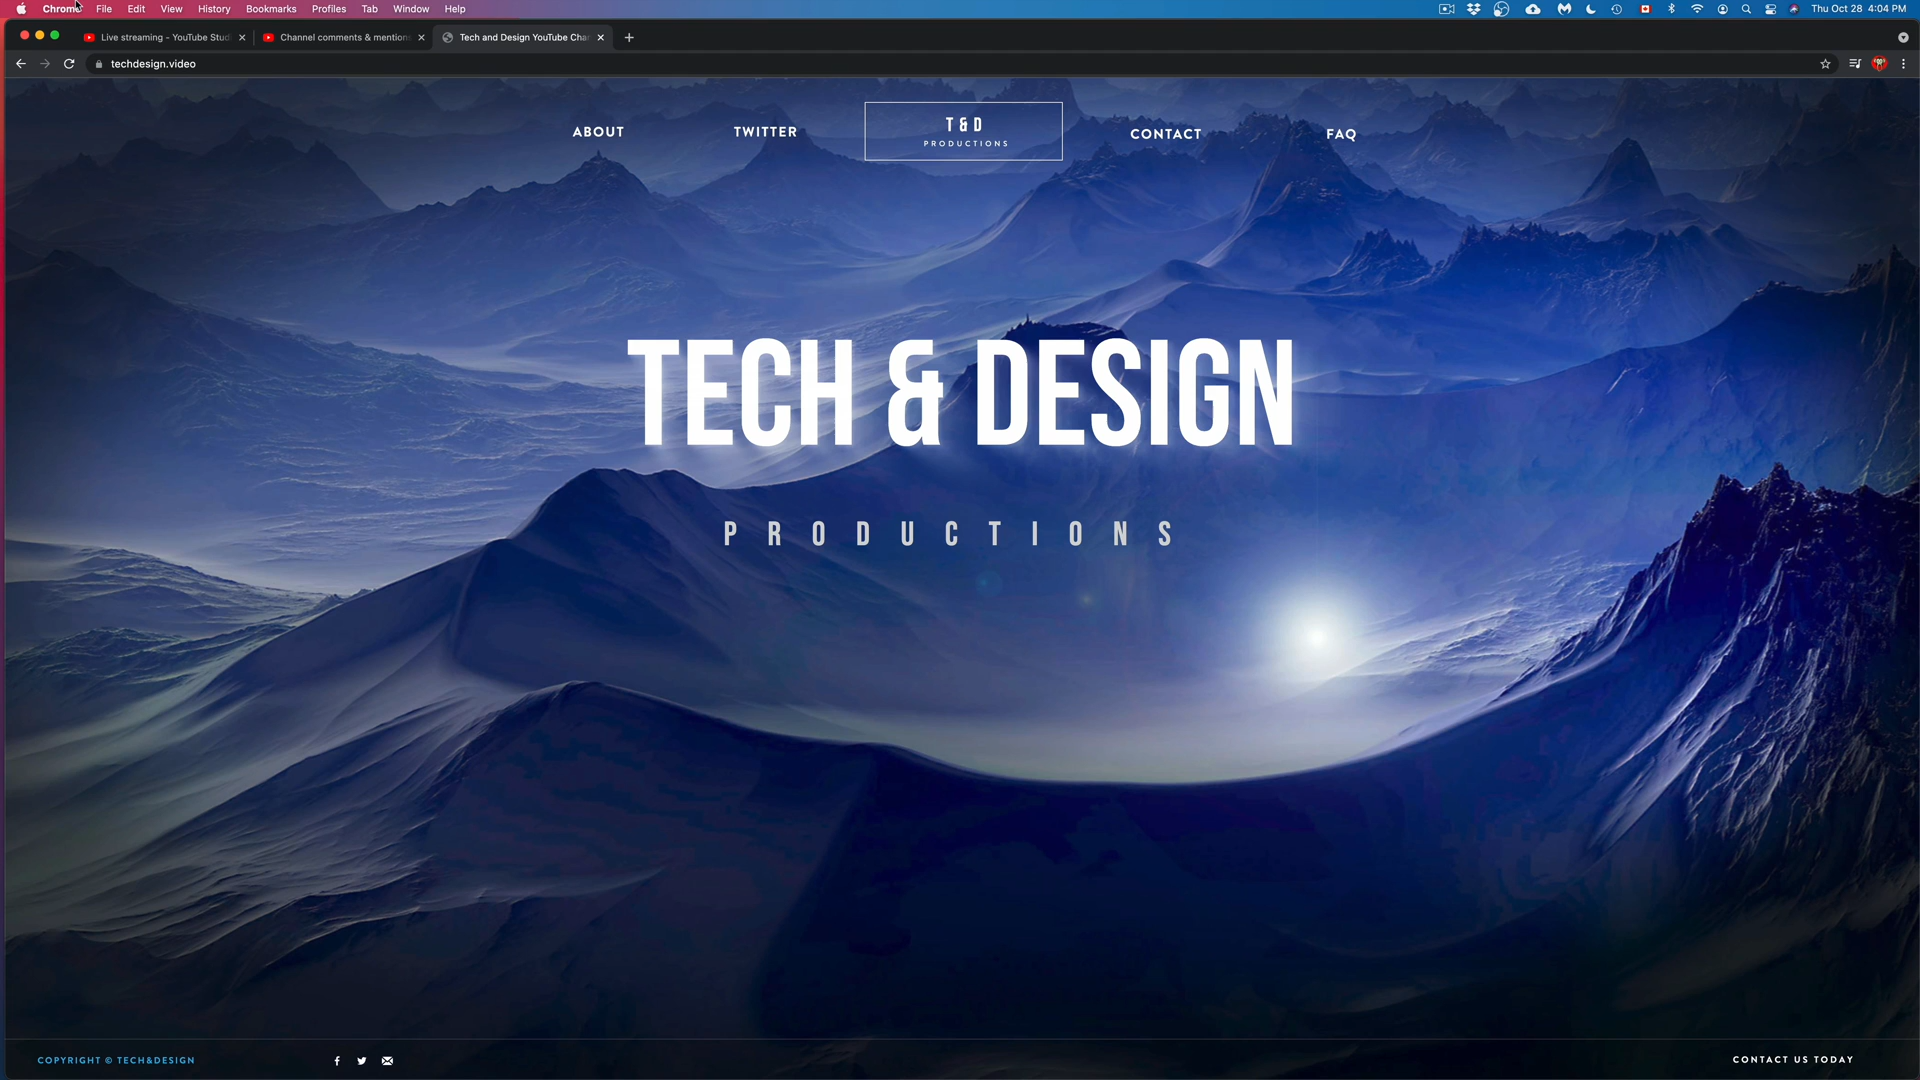 Chrome File Edit View History Bookmarks Profiles Tab Window Help
Thu Oct 28 4:04 PM
Live streaming - YouTube Stud
Channel comments & mention
Tech and Design YouTube Cha
techdesign.video
ABOUT
TWITTER
T&D
PRODUCTIONS
CONTACT
FAQ
TECH & DESIGN
PRODUCTIONS
COPYRIGHT © TECH&DESIGN
CONTACT US TODAY